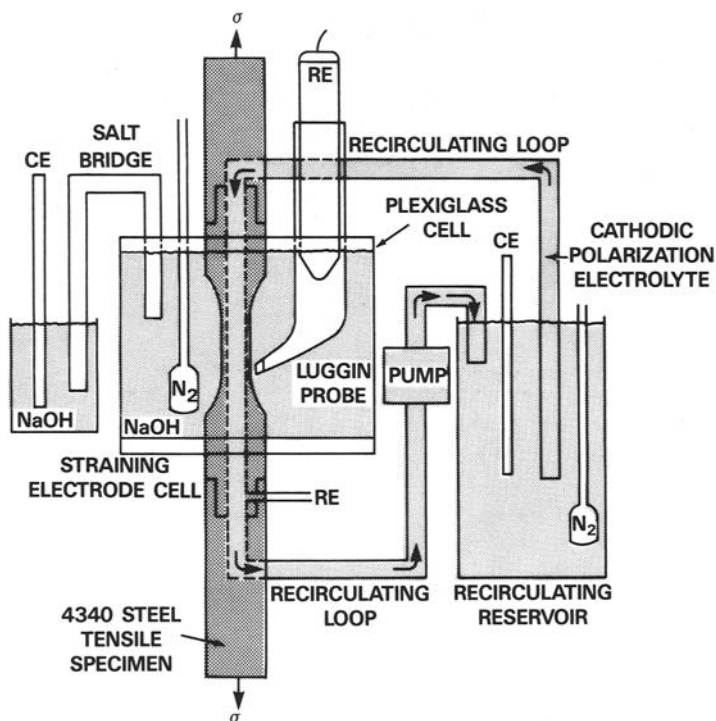 σ
RE
SALT
BRIDGE
CE
RECIRCULATING LOOP
PLEXIGLASS
CELL
CE
CATHODIC
POLARIZATION
ELECTROLYTE
N2
NaOH
NaOH
LUGGIN
PROBE
PUMP
STRAINING
ELECTRODE CELL
RE
N2
RECIRCULATING
LOOP
RECIRCULATING
RESERVOIR
4340 STEEL
TENSILE
SPECIMEN
σ